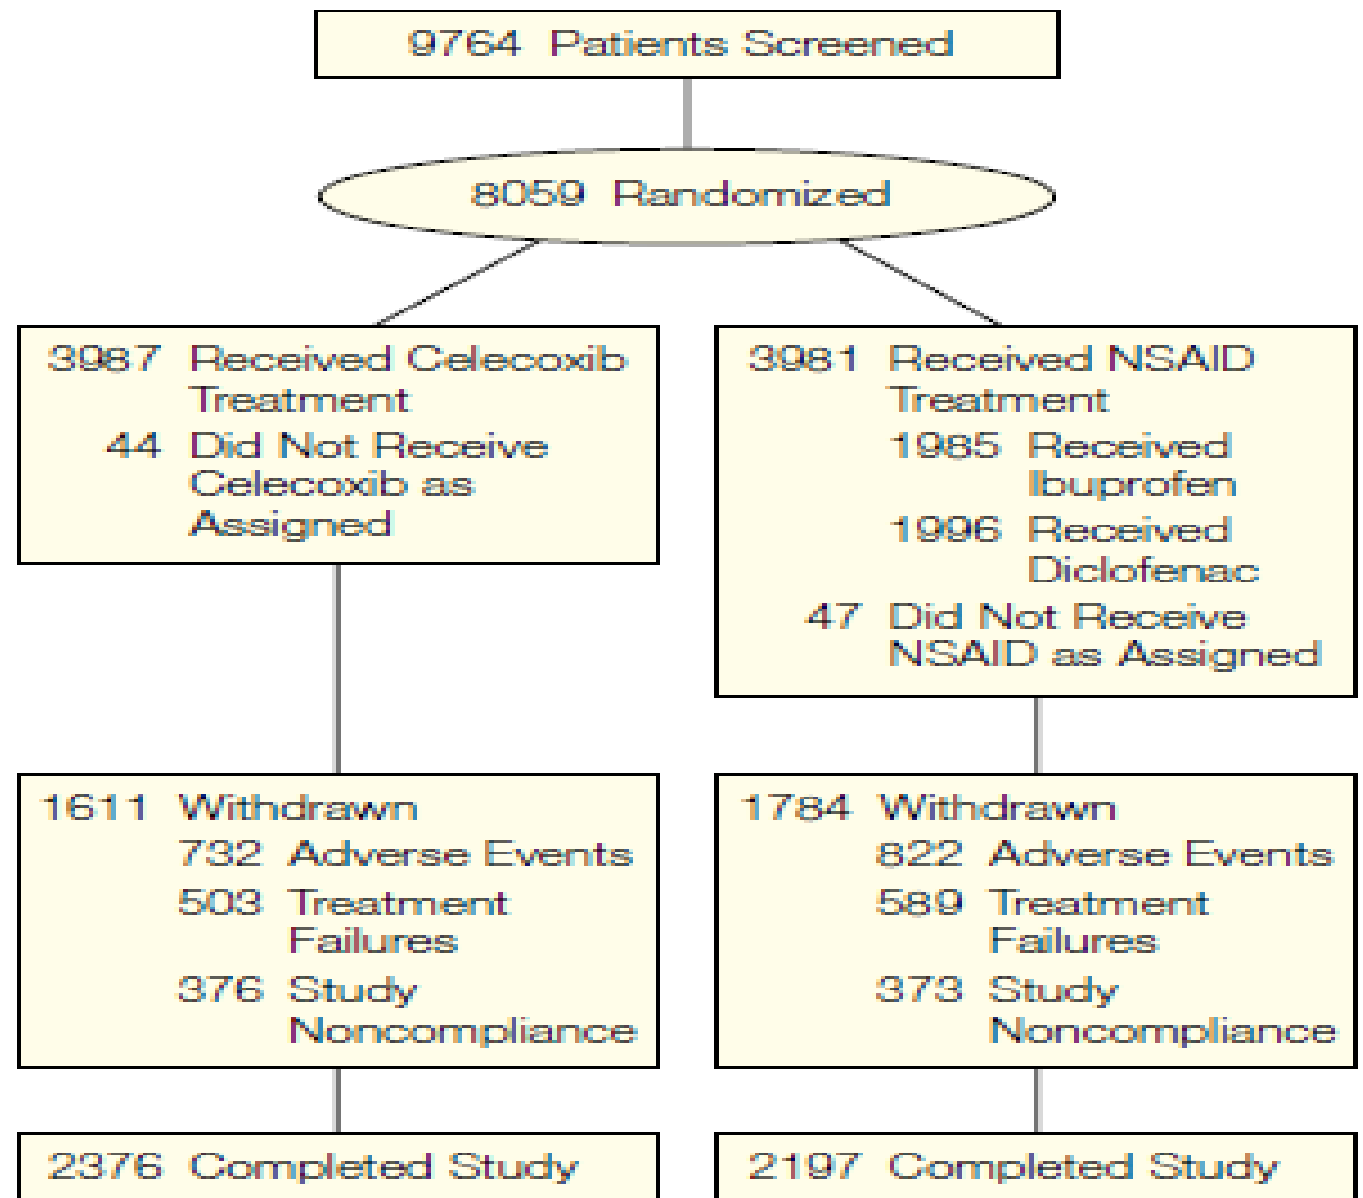 9764 Patients Screened
8059 Randomized
3987 Received Celecoxib
Treatment
44 Did Not Receive
Celecoxib as
Assigned
3981 Received NSAID
Treatment
1985 Received
Ibuprofen
1996 Received
Diclofenac
47 Did Not Receive
NSAID as Assigned
1611 Withdrawn
732 Adverse Events
503 Treatment
Failures
376 Study
Noncompliance
1784 Withdrawn
822 Adverse Events
589 Treatment
Failures
373 Study
Noncompliance
2376 Completed Study
2197 Completed Study